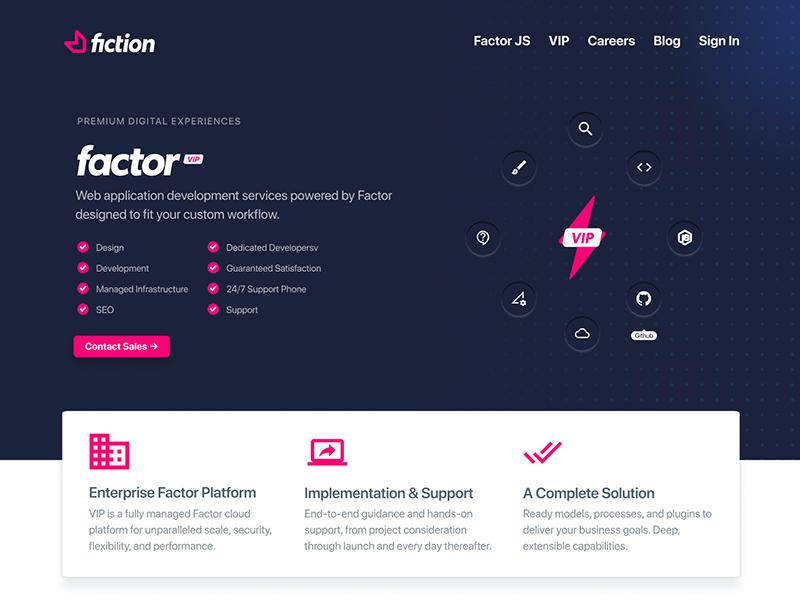 fiction
Factor JS VIP Careers Blog Sign In
PREMIUM DIGITAL EXPERIENCES
factor VIP
Web application development services powered by Factor
designed to fit your custom workflow.
Design
Development
Managed Infrastructure
SEO
Dedicated Developersv
Guaranteed Satisfaction
24/7 Support Phone
Support
Contact Sales →
VIP
Github
Enterprise Factor Platform
VIP is a fully managed Factor cloud
platform for unparalleled scale, security,
flexibility, and performance.
Implementation & Support
End-to-end guidance and hands-on
support, from project consideration
through launch and every day thereafter.
A Complete Solution
Ready models, processes, and plugins to
deliver your business goals. Deep,
extensible capabilities.